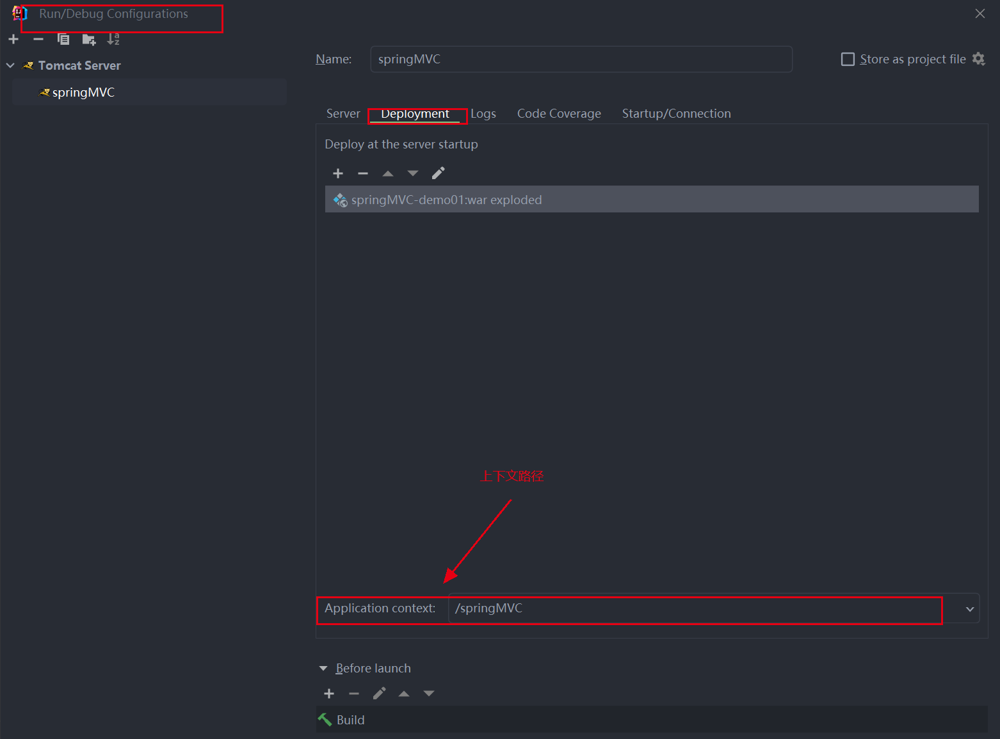 Run/Debug Configurations
Tomcat Server
springMVC
Name: springMVC
Store as project file
Server Deployment Logs Code Coverage Startup/Connection
Deploy at the server startup
springMVC-demo01:war exploded
上下文路径
Application context: /springMVC
Before launch
Build